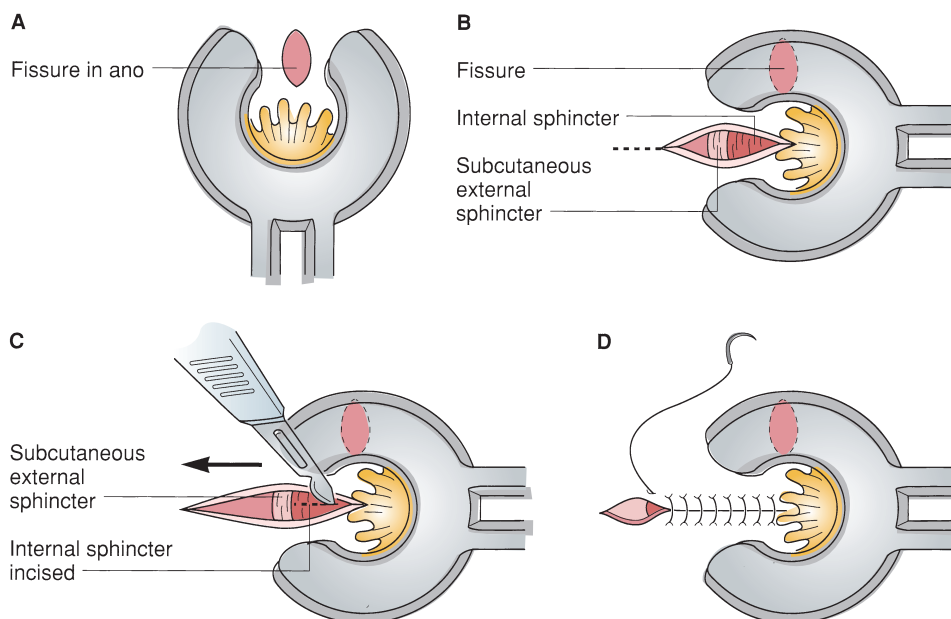 A
Fissure in ano
B
Fissure
Internal sphincter
Subcutaneous
external
sphincter
C
Subcutaneous
external
sphincter
Internal sphincter
incised
D